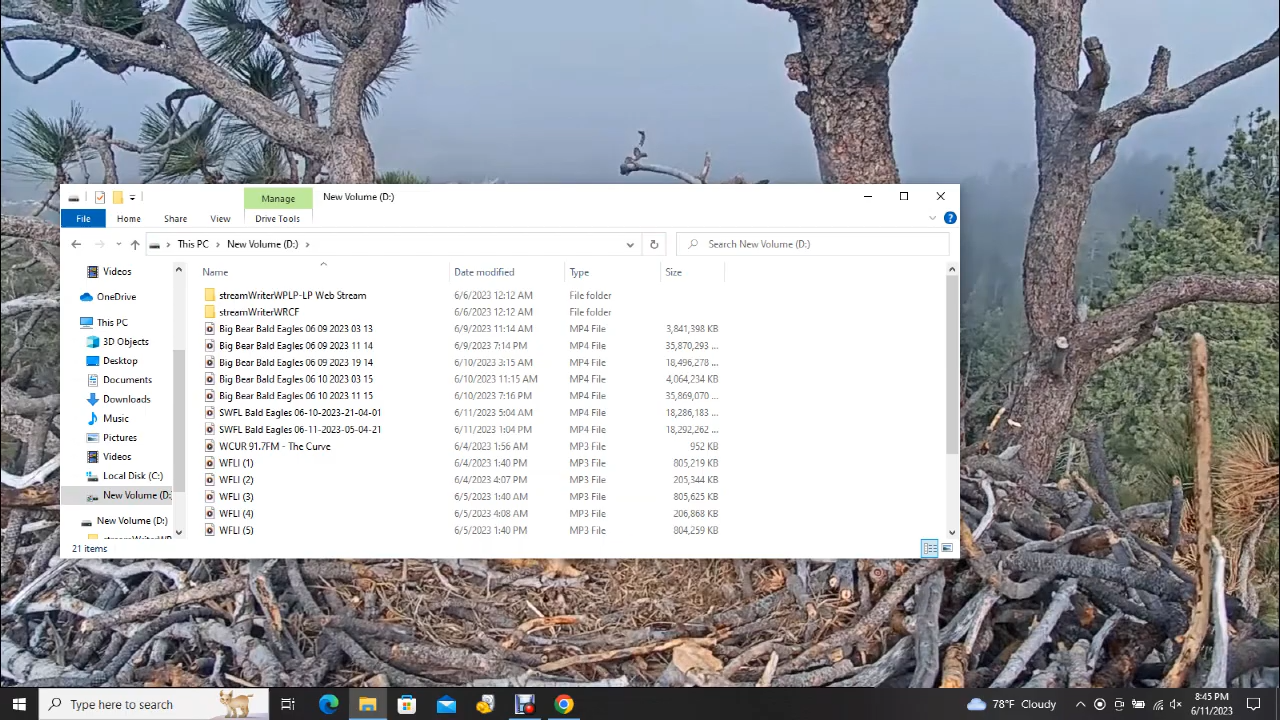 Manage
New Volume (D:)
File
Home
Share
View
Drive Tools
This PC
New Volume (D:)
Search New Volume (D:)
Name
Date modified
Type
Size
Videos
OneDrive
This PC
3D Objects
Desktop
Documents
Downloads
Music
Pictures
Videos
Local Disk (C:)
New Volume (D:
New Volume (D:)
streamWriterWPLP-LP Web Stream 6/6/2023 12:12 AM File folder
streamWriterWRCF 6/6/2023 12:12 AM File folder
Big Bear Bald Eagles 06 09 2023 03 13 6/9/2023 11:14 AM MP4 File 3,841,398 KB
Big Bear Bald Eagles 06 09 2023 11 14 6/9/2023 7:14 PM MP4 File 35,870,293 ...
Big Bear Bald Eagles 06 09 2023 19 14 6/10/2023 3:15 AM MP4 File 18,496,278 ...
Big Bear Bald Eagles 06 10 2023 03 15 6/10/2023 11:15 AM MP4 File 4,064,234 KB
Big Bear Bald Eagles 06 10 2023 11 15 6/10/2023 7:16 PM MP4 File 35,869,070 ...
SWFL Bald Eagles 06-10-2023-21-04-01 6/11/2023 5:04 AM MP4 File 18,286,183 ...
SWFL Bald Eagles 06-11-2023-05-04-21 6/11/2023 1:04 PM MP4 File 18,292,262 ...
WCUR 91.7FM - The Curve 6/4/2023 1:56 AM MP3 File 952 KB
WFLI (1) 6/4/2023 1:40 PM MP3 File 805,219 KB
WFLI (2) 6/4/2023 4:07 PM MP3 File 205,344 KB
WFLI (3) 6/5/2023 1:40 AM MP3 File 805,625 KB
WFLI (4) 6/5/2023 4:08 AM MP3 File 206,868 KB
WFLI (5) 6/5/2023 1:40 PM MP3 File 804,259 KB
21 items
Type here to search
78°F Cloudy
8:45 PM
6/11/2023